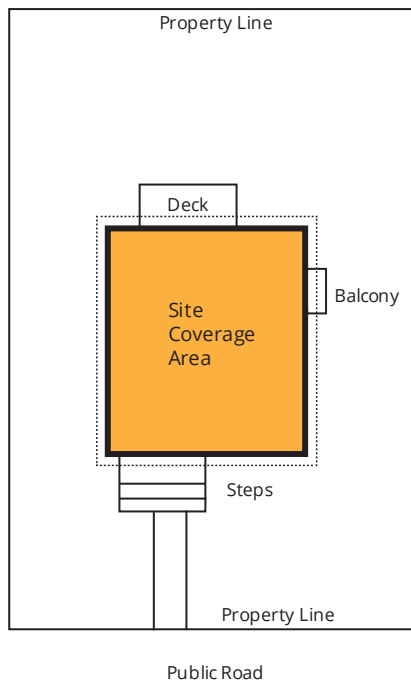 Property Line
Deck
Balcony
Site
Coverage
Area
Steps
Property Line
Public Road